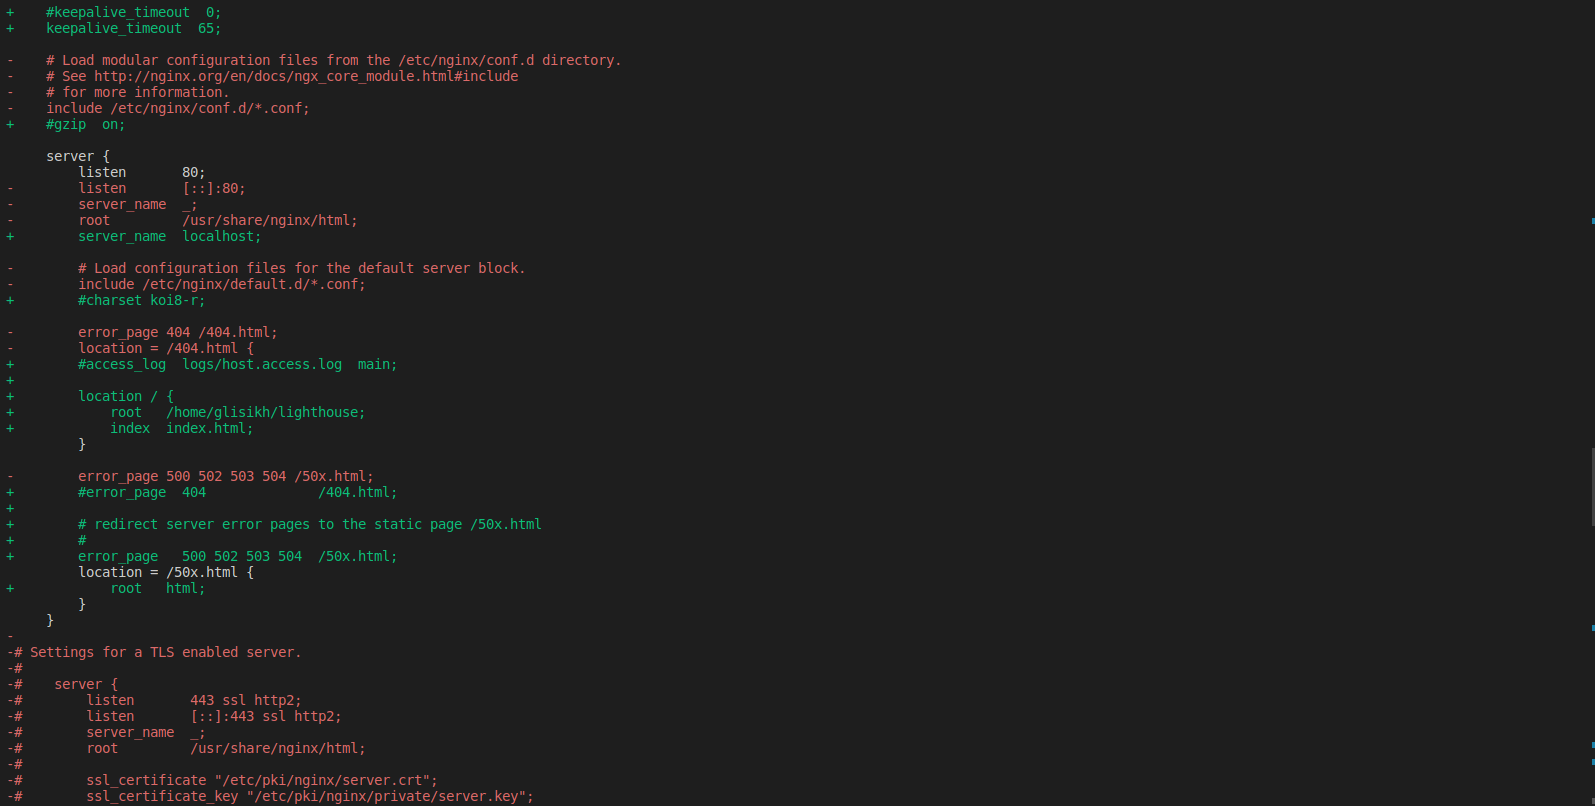 +    #keepalive_timeout  0;
+    keepalive_timeout  65;

-    # Load modular configuration files from the /etc/nginx/conf.d directory.
-    # See http://nginx.org/en/docs/ngx_core_module.html#include
-    # for more information.
-    include /etc/nginx/conf.d/*.conf;
+    #gzip  on;

     server {
         listen       80;
-        listen       [::]:80;
-        server_name  _;
-        root         /usr/share/nginx/html;
+        server_name  localhost;

-        # Load configuration files for the default server block.
-        include /etc/nginx/default.d/*.conf;
+        #charset koi8-r;

-        error_page 404 /404.html;
-        location = /404.html {
+        #access_log  logs/host.access.log  main;
+
+        location / {
+            root   /home/glisikh/lighthouse;
+            index  index.html;
         }

-        error_page 500 502 503 504 /50x.html;
+        #error_page  404              /404.html;
+
+        # redirect server error pages to the static page /50x.html
+        #
+        error_page   500 502 503 504  /50x.html;
         location = /50x.html {
+            root   html;
         }
     }
-
-# Settings for a TLS enabled server.
-#
-#    server {
-#        listen       443 ssl http2;
-#        listen       [::]:443 ssl http2;
-#        server_name  _;
-#        root         /usr/share/nginx/html;
-#
-#        ssl_certificate "/etc/pki/nginx/server.crt";
-#        ssl_certificate_key "/etc/pki/nginx/private/server.key";